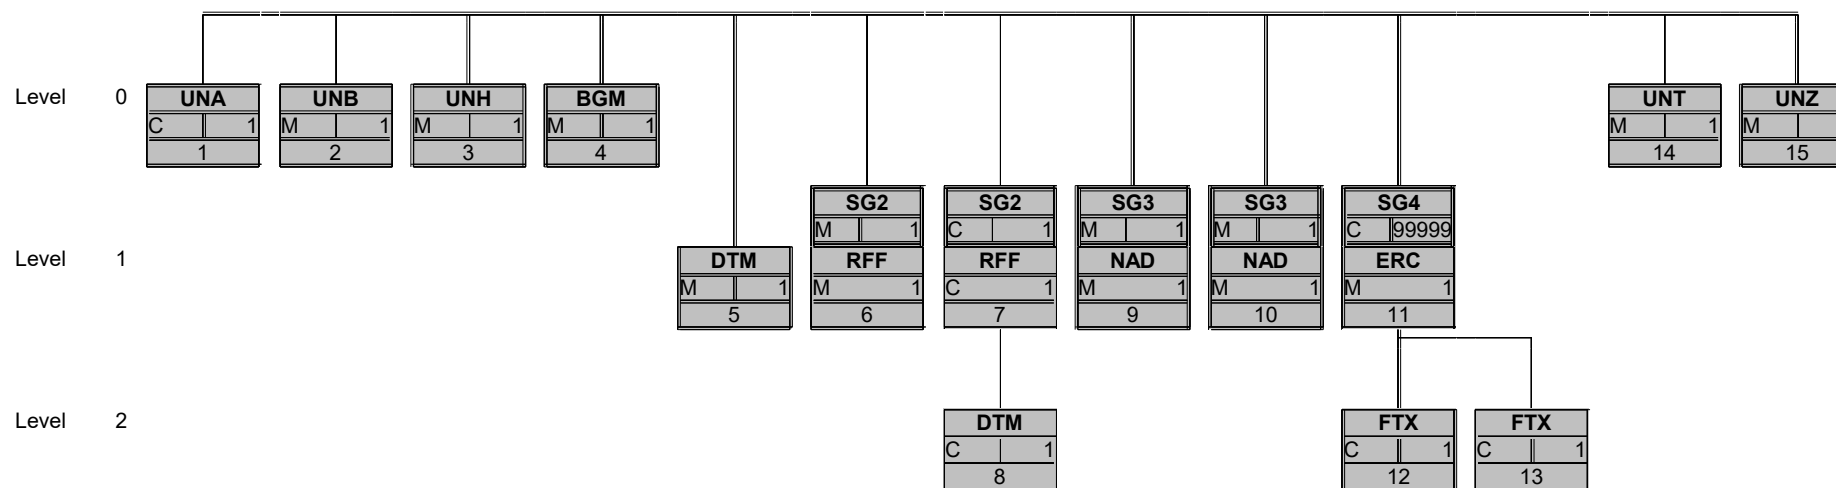 Level 0 UNA UNB UNH BGM UNT UNZ
C 1 M 1 M 1 M 1 M 1 M
1 2 3 4 14 15
SG2 SG2 SG3 SG3 SG4
M 1 C 1 M 1 M 1 C 99999
Level 1 DTM RFF RFF NAD NAD ERC
M 1 M 1 C 1 M 1 M 1 M 1
5 6 7 9 10 11
Level 2 DTM FTX FTX
C 1 C 1 C 1
8 12 13